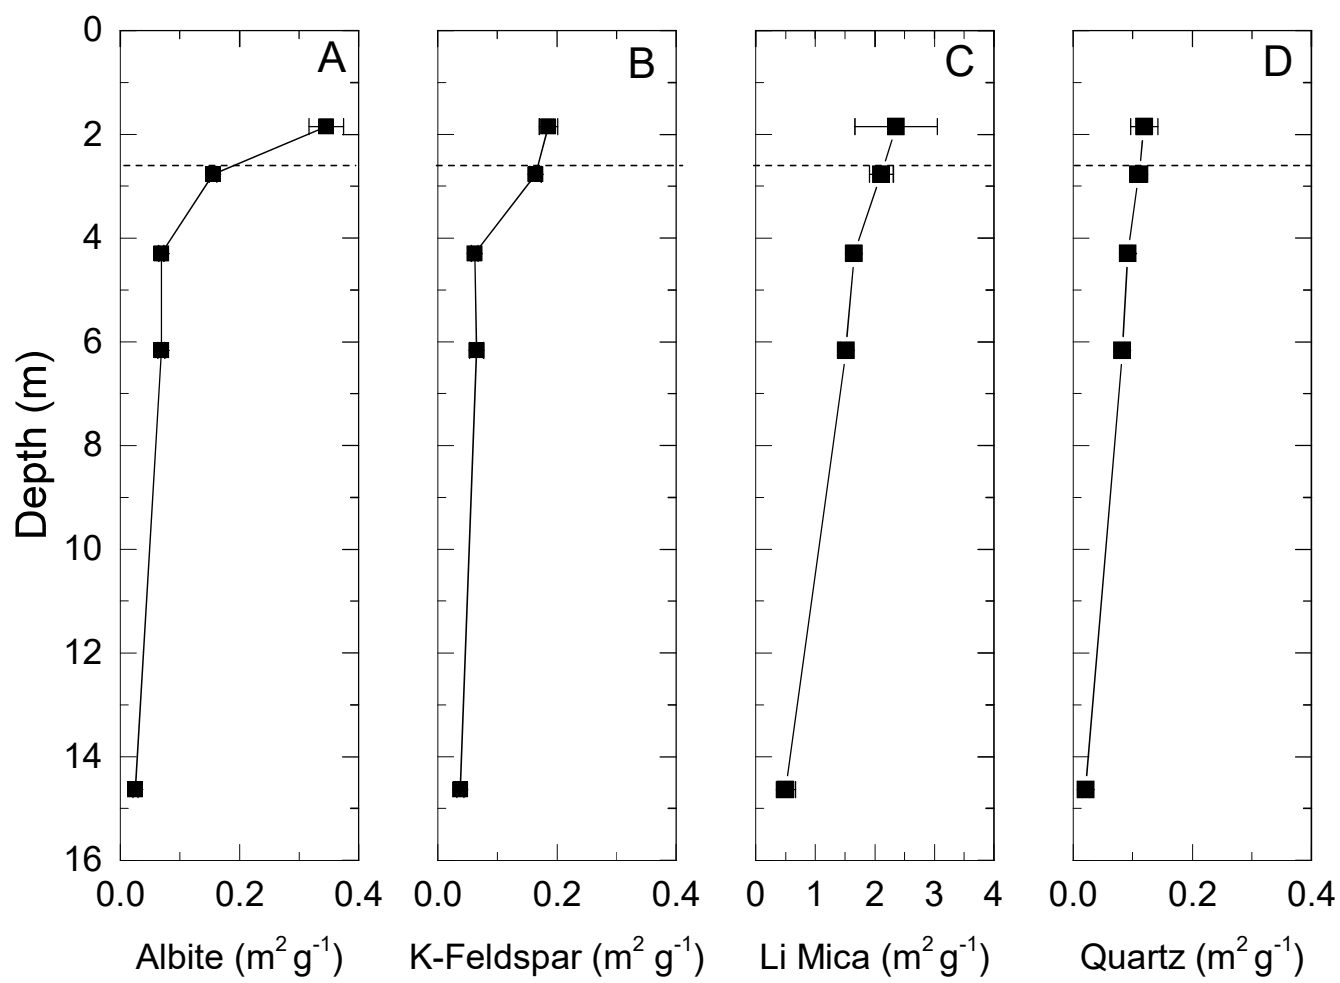 A
B
C
D
Depth (m)
0
2
4
6
8
10
12
14
16
0.0 0.2 0.4
0.0 0.2 0.4
0 1 2 3 4
0.0 0.2 0.4
Albite (m² g⁻¹)
K-Feldspar (m² g⁻¹)
Li Mica (m² g⁻¹)
Quartz (m² g⁻¹)